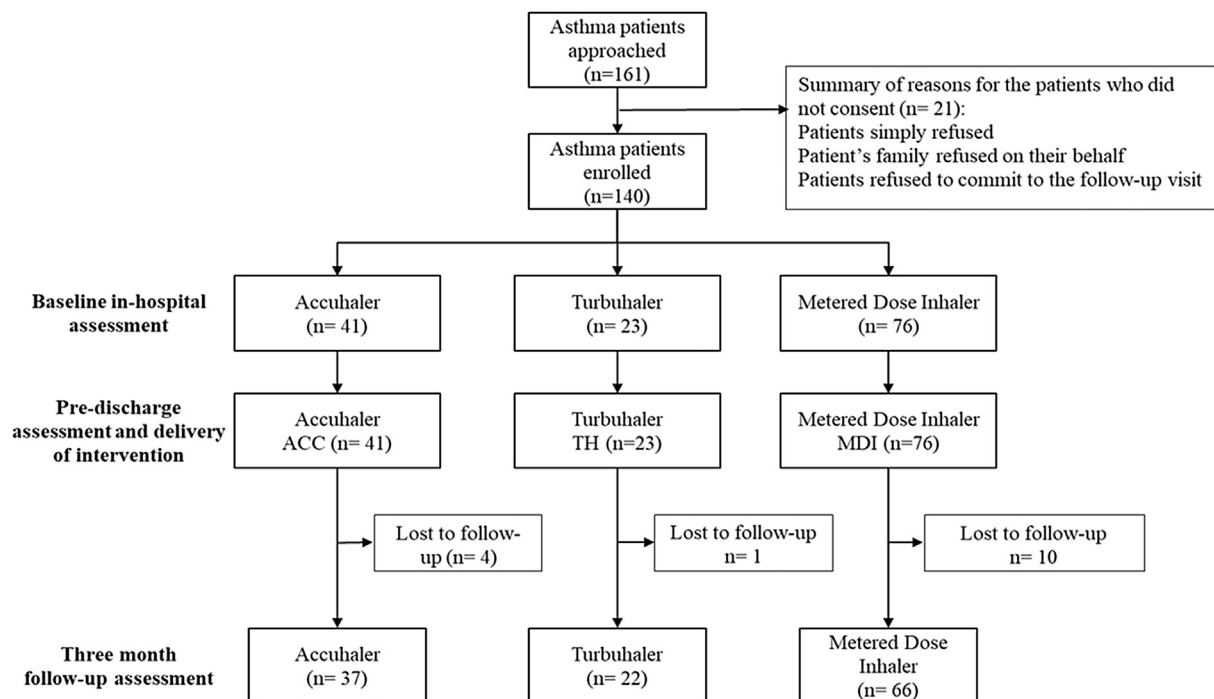 Asthma patients
approached
(n=161)
Summary of reasons for the patients who did
not consent (n= 21):
Patients simply refused
Patient's family refused on their behalf
Patients refused to commit to the follow-up visit
Asthma patients
enrolled
(n=140)
Baseline in-hospital
assessment
Accuhaler
(n= 41)
Turbuhaler
(n= 23)
Metered Dose Inhaler
(n= 76)
Pre-discharge
assessment and delivery
of intervention
Accuhaler
ACC (n= 41)
Turbuhaler
TH (n=23)
Metered Dose Inhaler
MDI (n=76)
Lost to follow-
up (n= 4)
Lost to follow-up
n= 1
Lost to follow-up
n= 10
Three month
follow-up assessment
Accuhaler
(n= 37)
Turbuhaler
(n= 22)
Metered Dose
Inhaler
(n= 66)